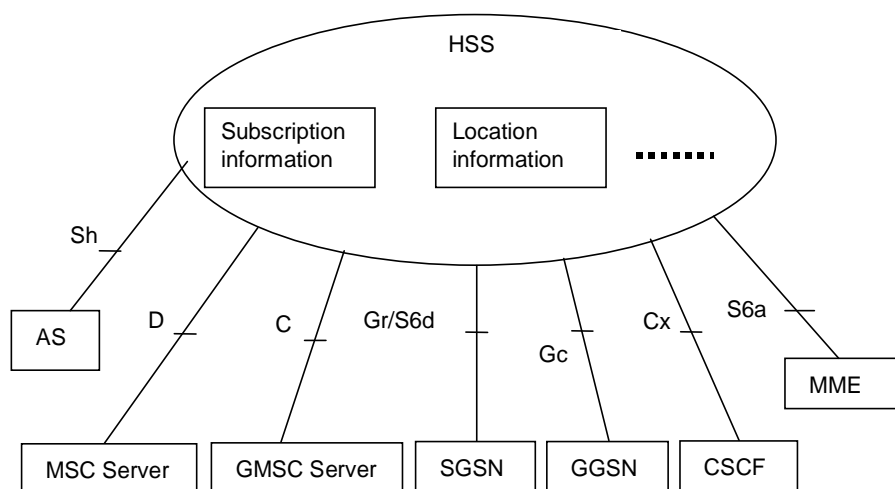 HSS
Subscription
information
Location
information
Sh
AS
D
C
Gr/S6d
Gc
Cx
S6a
MME
MSC Server
GMSC Server
SGSN
GGSN
CSCF